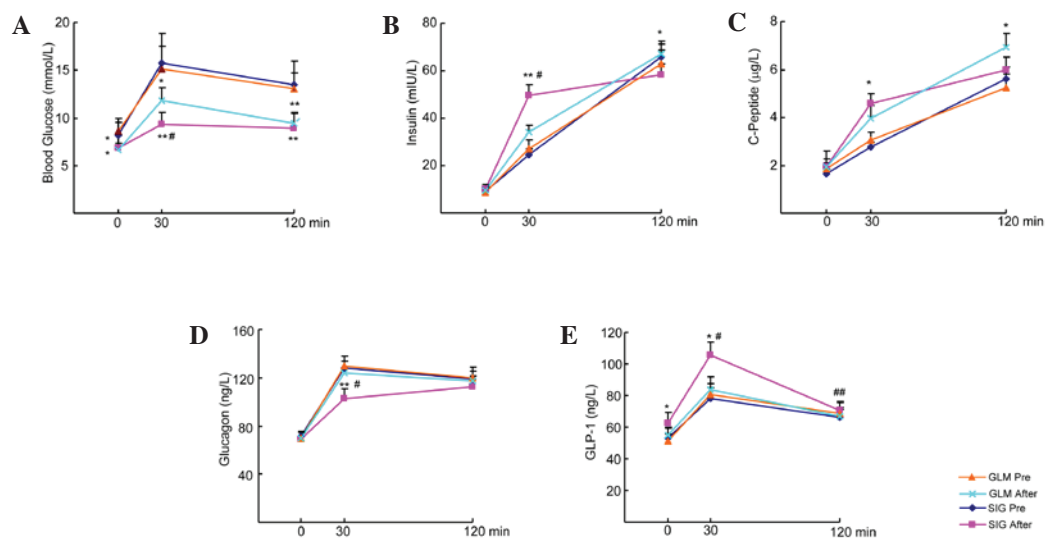 A
Blood Glucose (mmol/L)
20
15
10
5
0
*
*
*
**#
**
**
0
30
120 min
B
Insulin (mIU/L)
80
60
40
20
0
** #
*
0
30
120 min
C
C-Peptide (µg/L)
8
6
4
2
0
*
*
0
30
120 min
D
Glucagon (ng/L)
160
120
80
40
** #
0
30
120 min
E
GLP-1 (ng/L)
120
100
80
60
40
20
*
* #
##
0
30
120 min
GLM Pre
GLM After
SIG Pre
SIG After